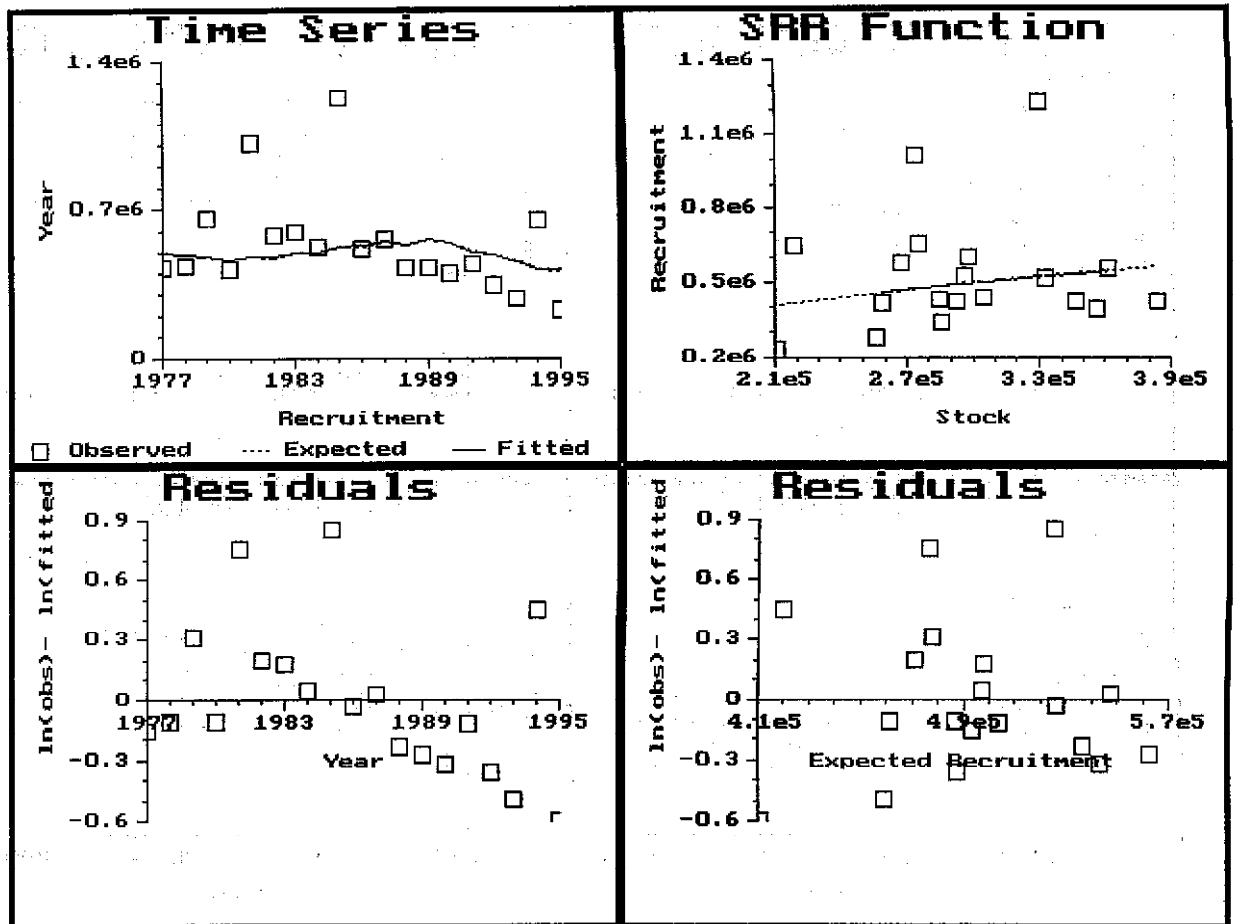 Time Series
1.4e6
Year
0.7e6
0
1977 1983 1989 1995
Recruitment
Observed Expected Fitted
SRR Function
1.4e6
1.1e6
Recruitment
0.8e6
0.5e6
0.2e6
2.1e5 2.7e5 3.3e5 3.9e5
Stock
Residuals
ln(obs)- ln(fitted
0.9
0.6
0.3
0
1977 1983 1989 1995
Year
-0.3
-0.6
Residuals
ln(obs)- ln(fitted
0.9
0.6
0.3
0
4.1e5 4.9e5 5.7e5
Expected Recruitment
-0.3
-0.6